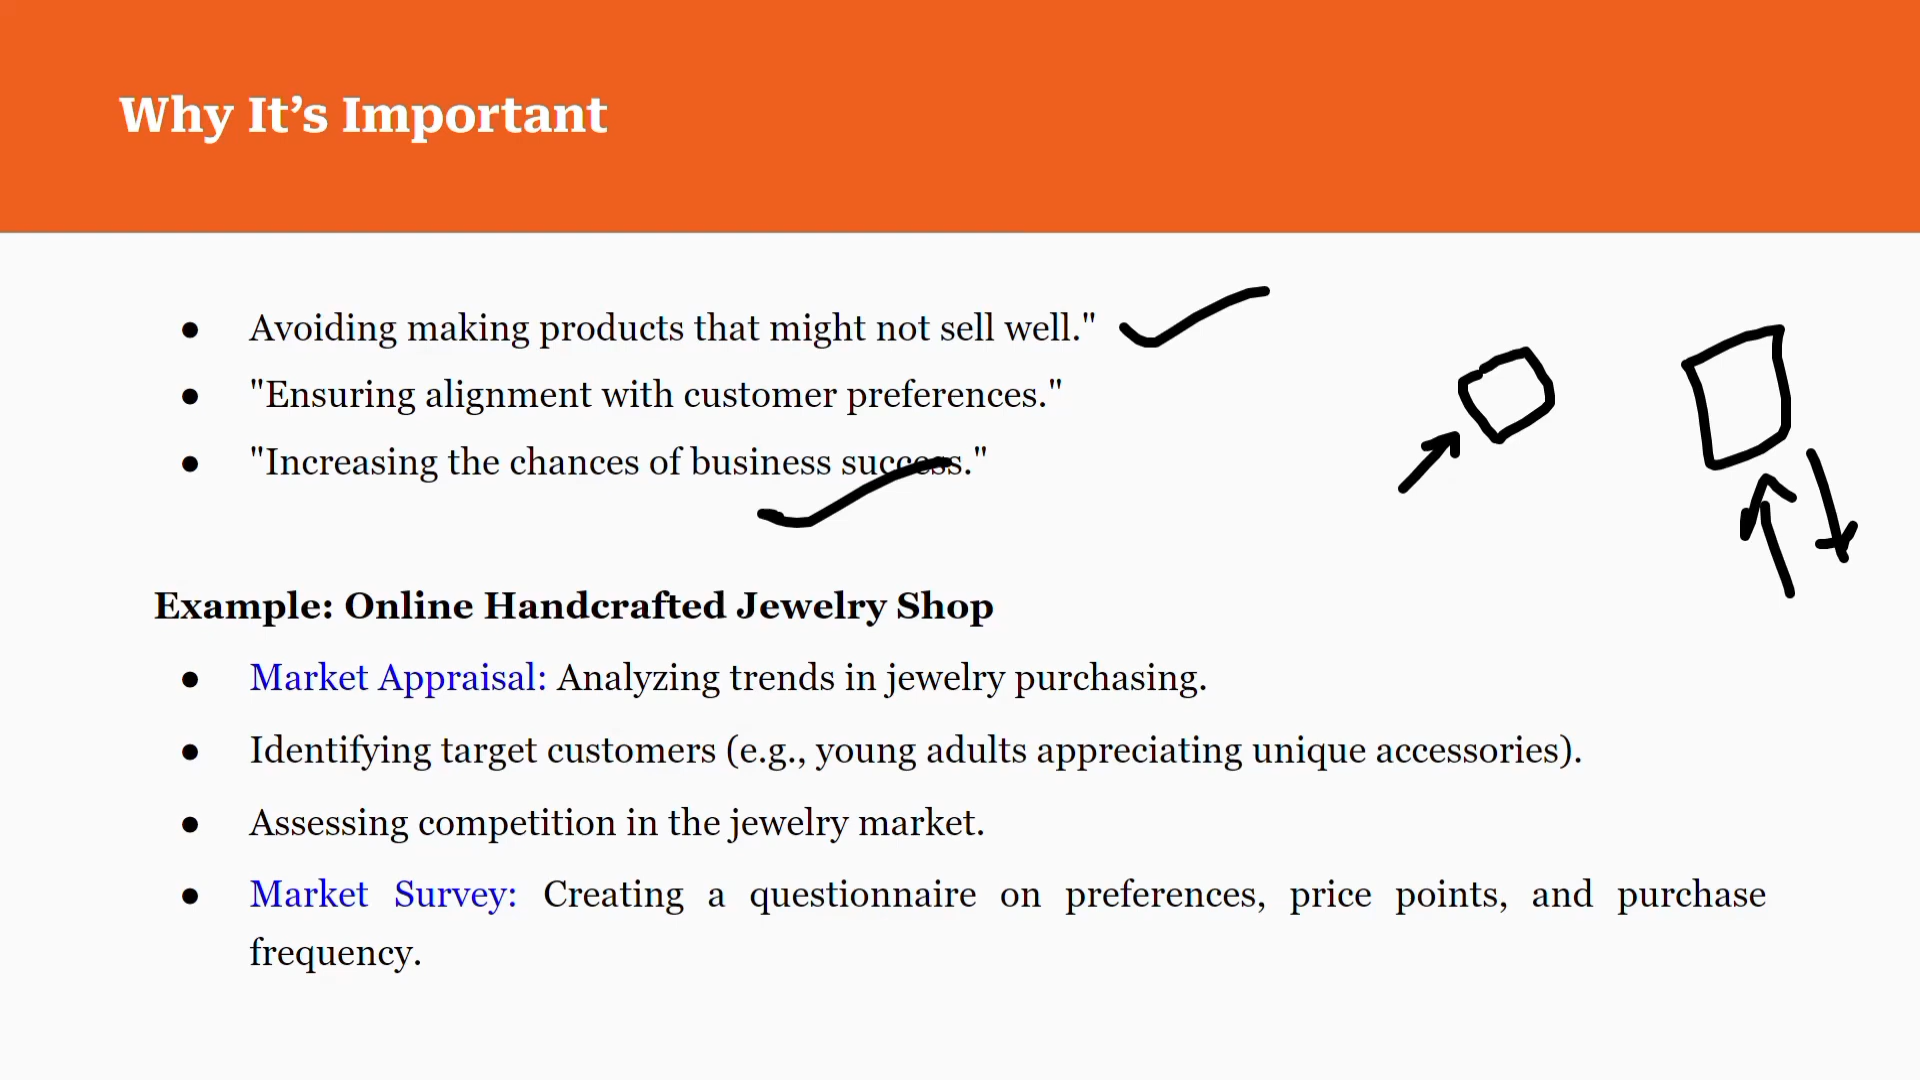 Why It’s Important
● Avoiding making products that might not sell well."
● "Ensuring alignment with customer preferences."
● "Increasing the chances of business success."
Example: Online Handcrafted Jewelry Shop
● Market Appraisal: Analyzing trends in jewelry purchasing.
● Identifying target customers (e.g., young adults appreciating unique accessories).
● Assessing competition in the jewelry market.
● Market Survey: Creating a questionnaire on preferences, price points, and purchase
frequency.